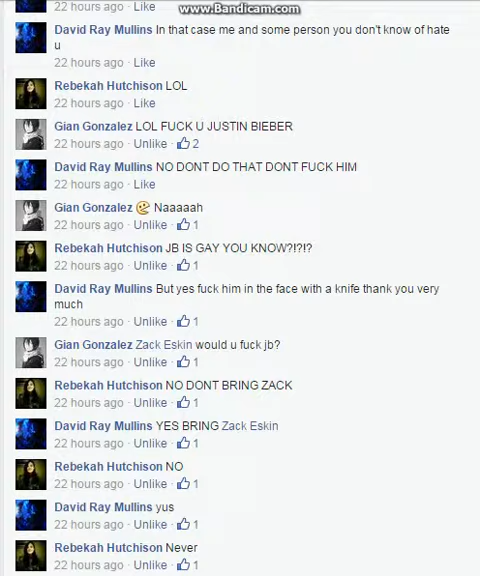 www.Bandicam.com
22 hours ago · Like
David Ray Mullins In that case me and some person you don't know of hate
u
22 hours ago · Like
Rebekah Hutchison LOL
22 hours ago · Like
Gian Gonzalez LOL FUCK U JUSTIN BIEBER
22 hours ago · Unlike · 2
David Ray Mullins NO DONT DO THAT DONT FUCK HIM
22 hours ago · Like
Gian Gonzalez Naaaaah
22 hours ago · Unlike · 1
Rebekah Hutchison JB IS GAY YOU KNOW?!?!?
22 hours ago · Unlike · 1
David Ray Mullins But yes fuck him in the face with a knife thank you very
much
22 hours ago · Unlike · 1
Gian Gonzalez Zack Eskin would u fuck jb?
22 hours ago · Unlike · 1
Rebekah Hutchison NO DONT BRING ZACK
22 hours ago · Unlike · 1
David Ray Mullins YES BRING Zack Eskin
22 hours ago · Unlike · 1
Rebekah Hutchison NO
22 hours ago · Unlike · 1
David Ray Mullins yus
22 hours ago · Unlike · 1
Rebekah Hutchison Never
22 hours ago · Unlike · 1